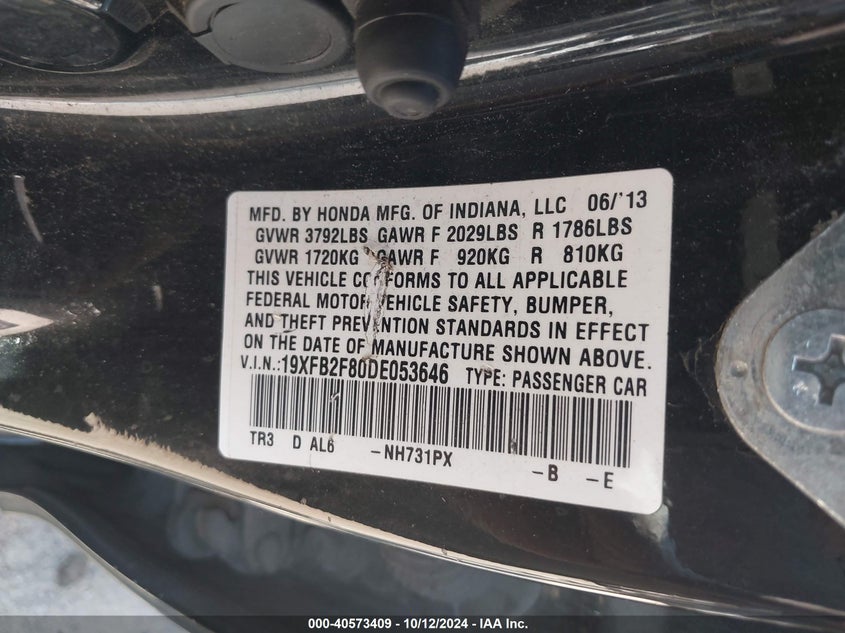 MFD. BY HONDA MFG. OF INDIANA, LLC 06/'13
GVWR 3792LBS GAWR F 2029LBS R 1786LBS
GVWR 1720KG GAWR F 920KG R 810KG
THIS VEHICLE CONFORMS TO ALL APPLICABLE
FEDERAL MOTOR VEHICLE SAFETY, BUMPER,
AND THEFT PREVENTION STANDARDS IN EFFECT
ON THE DATE OF MANUFACTURE SHOWN ABOVE.
V.I.N.:19XFB2F80DE053646 TYPE: PASSENGER CAR
TR3 D AL6 -NH731PX -B -E
000-40573409 - 10/12/2024 - IAA Inc.